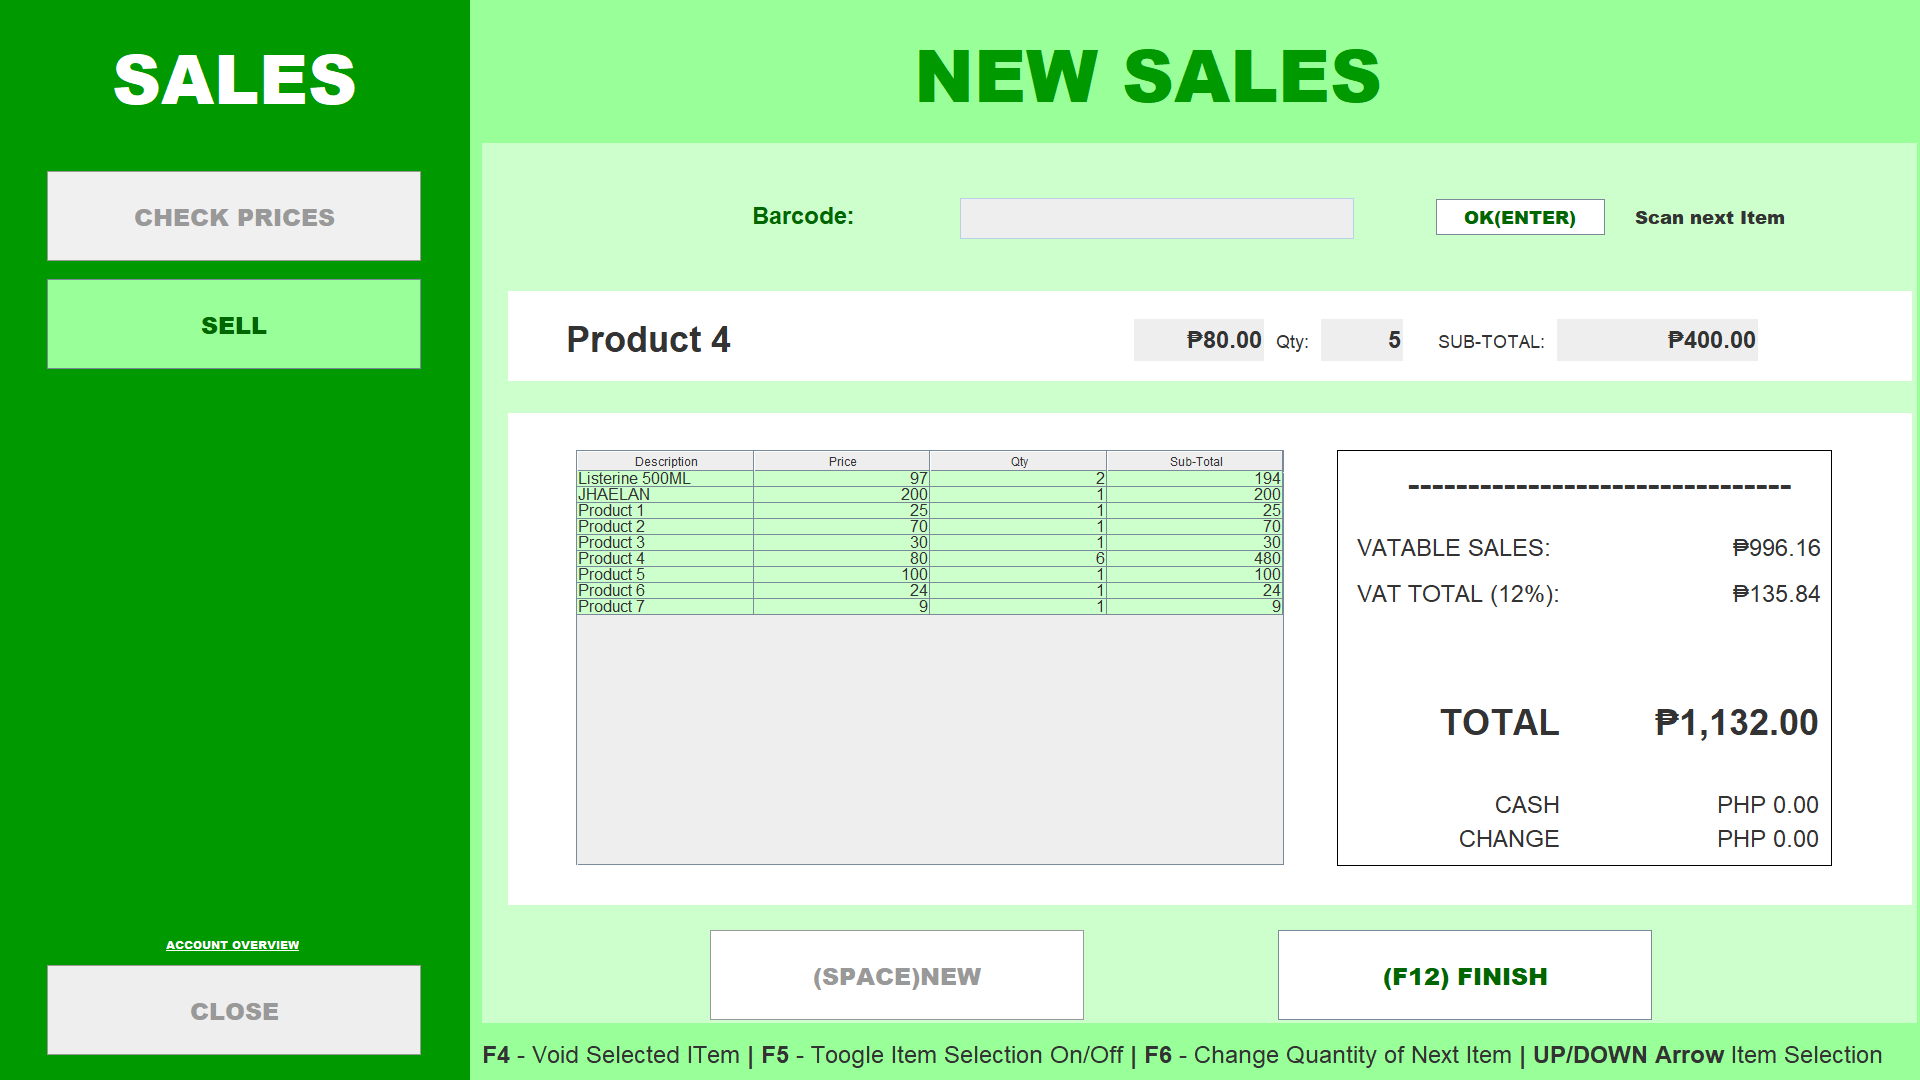 SALES
CHECK PRICES
SELL
ACCOUNT OVERVIEW
CLOSE
NEW SALES
Barcode: OK(ENTER) Scan next Item
Product 4 ₱80.00 Qty: 5 SUB-TOTAL: ₱400.00
Description Price Qty Sub-Total
Listerine 500ML 97 2 194
JHAELAN 200 1 200
Product 1 25 1 25
Product 2 70 1 70
Product 3 30 1 30
Product 4 80 6 480
Product 5 100 1 100
Product 6 24 1 24
Product 7 9 1 9
--------------------------------
VATABLE SALES: ₱996.16
VAT TOTAL (12%): ₱135.84
TOTAL ₱1,132.00
CASH PHP 0.00
CHANGE PHP 0.00
(SPACE)NEW (F12) FINISH
F4 - Void Selected ITem | F5 - Toogle Item Selection On/Off | F6 - Change Quantity of Next Item | UP/DOWN Arrow Item Selection